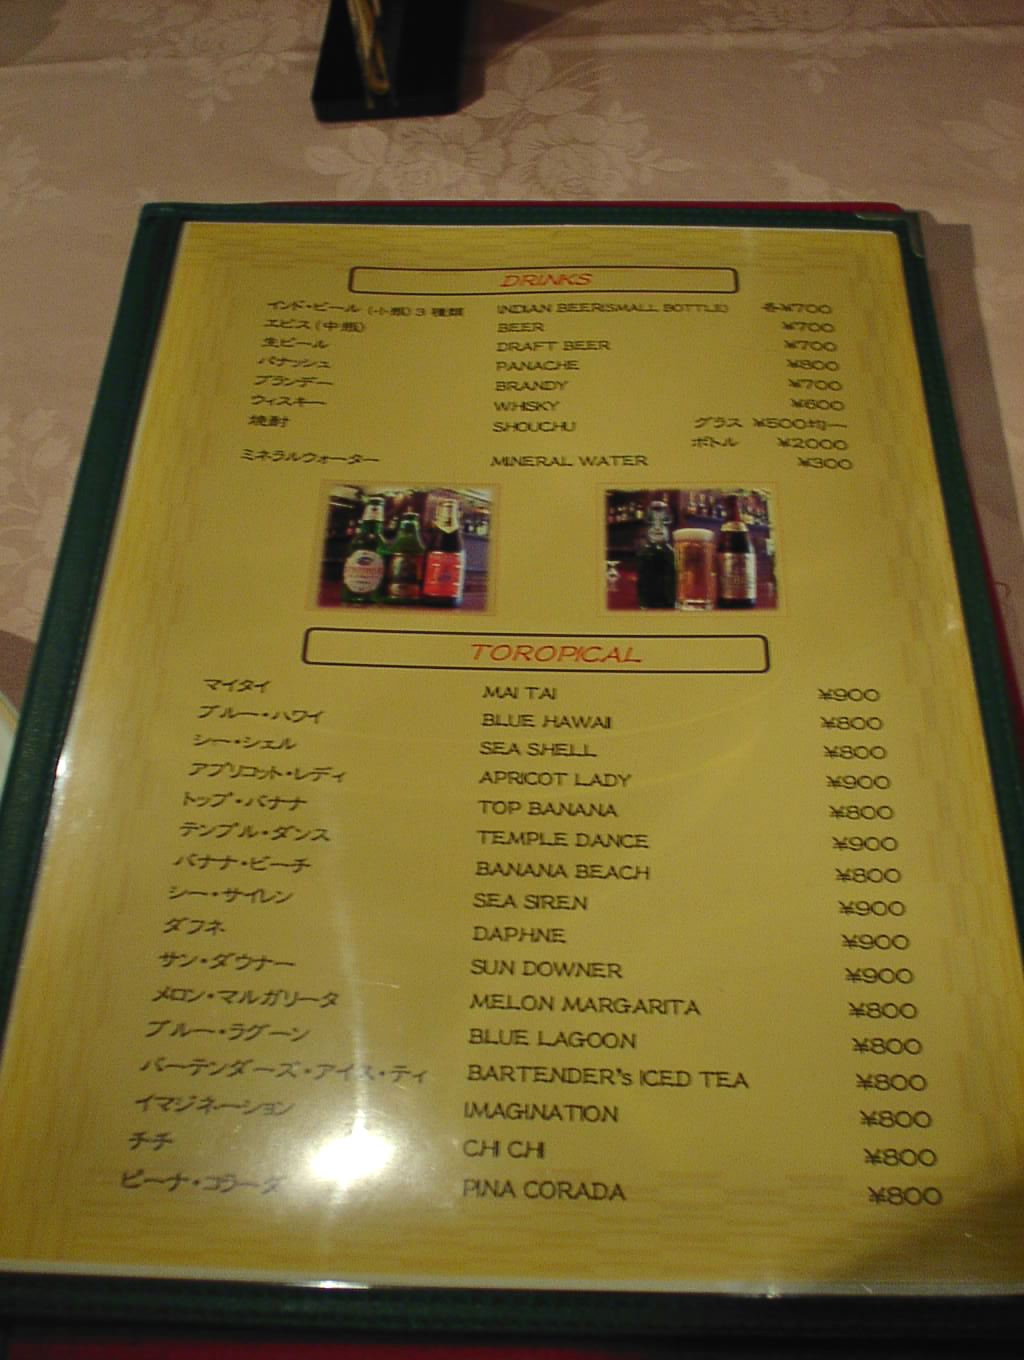 DRINKS
インド・ビール (小瓶) 3 種類 INDIAN BEER(SMALL BOTTLE) 各¥700
エビス (中瓶) BEER ¥700
生ビール DRAFT BEER ¥700
パナッシュ PANACHE ¥800
ブランデー BRANDY ¥700
ウィスキー WHISKY ¥600
焼酎 SHOUCHU グラス ¥500均一
ボトル ¥2000
ミネラルウォーター MINERAL WATER ¥300
TOROPICAL
マイタイ MAI TAI ¥900
ブルー・ハワイ BLUE HAWAII ¥800
シー・シェル SEA SHELL ¥800
アプリコット・レディ APRICOT LADY ¥900
トップ・バナナ TOP BANANA ¥800
テンプル・ダンス TEMPLE DANCE ¥900
バナナ・ビーチ BANANA BEACH ¥800
シー・サイレン SEA SIREN ¥900
ダフネ DAPHNE ¥900
サン・ダウナー SUN DOWNER ¥900
メロン・マルガリータ MELON MARGARITA ¥800
ブルー・ラグーン BLUE LAGOON ¥800
バーテンダーズ・アイス・ティ BARTENDER's ICED TEA ¥800
イマジネーション IMAGINATION ¥800
チチ CHI CHI ¥800
ピーナ・コラーダ PINA CORADA ¥800